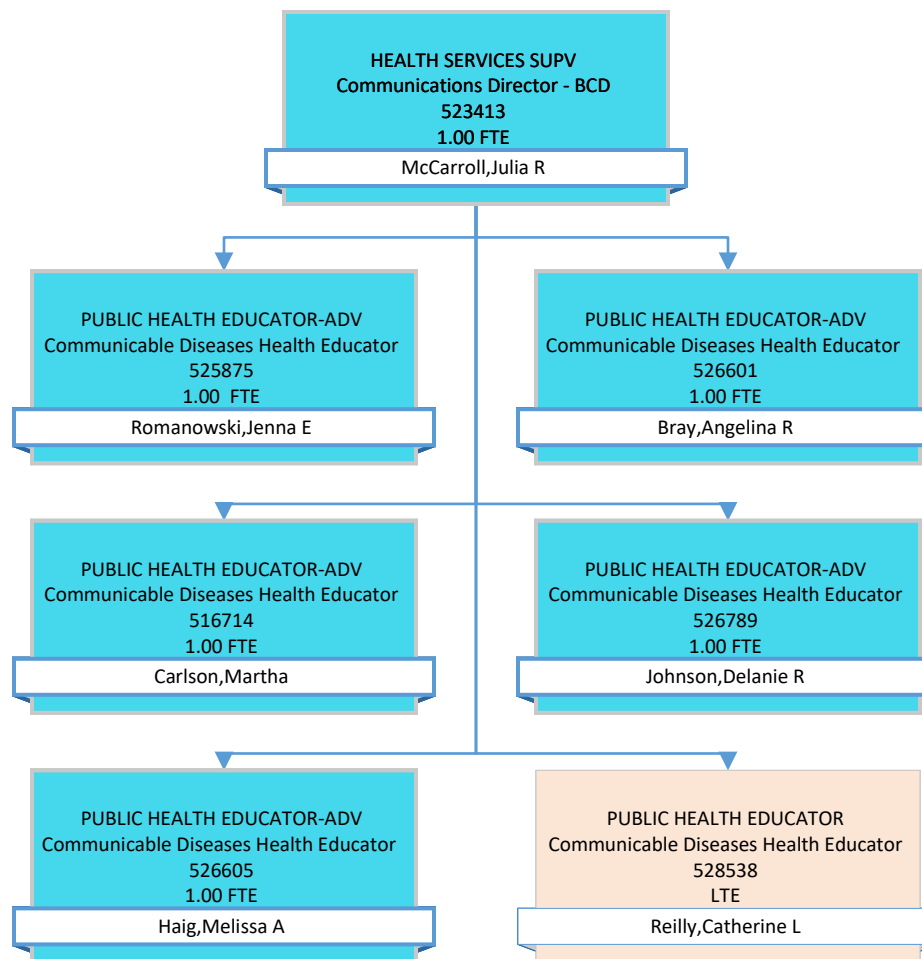 HEALTH SERVICES SUPV
Communications Director - BCD
523413
1.00 FTE
McCarroll,Julia R
PUBLIC HEALTH EDUCATOR-ADV
Communicable Diseases Health Educator
525875
1.00 FTE
Romanowski,Jenna E
PUBLIC HEALTH EDUCATOR-ADV
Communicable Diseases Health Educator
526601
1.00 FTE
Bray,Angelina R
PUBLIC HEALTH EDUCATOR-ADV
Communicable Diseases Health Educator
516714
1.00 FTE
Carlson,Martha
PUBLIC HEALTH EDUCATOR-ADV
Communicable Diseases Health Educator
526789
1.00 FTE
Johnson,Delanie R
PUBLIC HEALTH EDUCATOR-ADV
Communicable Diseases Health Educator
526605
1.00 FTE
Haig,Melissa A
PUBLIC HEALTH EDUCATOR
Communicable Diseases Health Educator
528538
LTE
Reilly,Catherine L